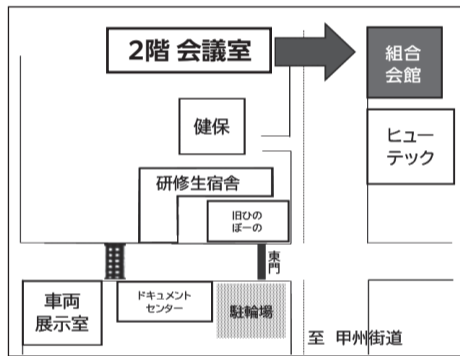 2階 会議室
組合
会館
健保
ヒュー
テック
研修生宿舎
旧ひの
ぼーの
東門
車両
展示室
ドキュメント
センター
駐輪場
至 甲州街道